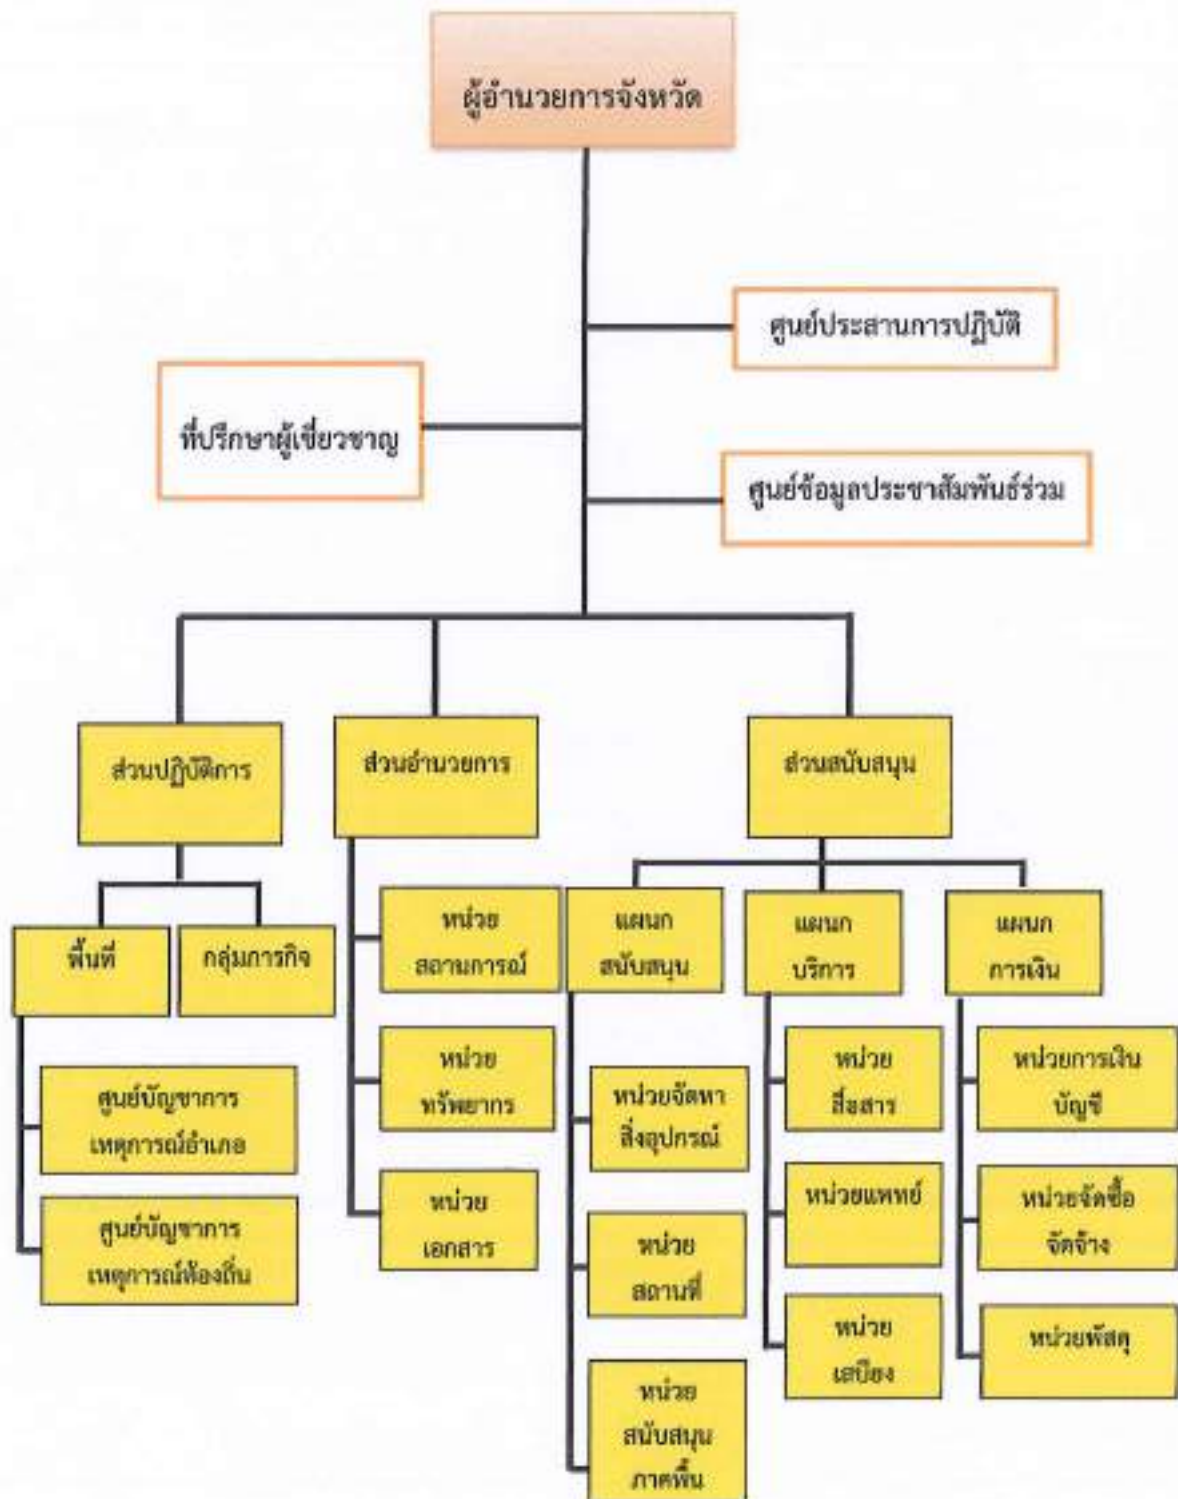 ผู้อำนวยการจังหวัด
ศูนย์ประสานการปฏิบัติ
ที่ปรึกษาผู้เชี่ยวชาญ
ศูนย์ข้อมูลประชาสัมพันธ์ร่วม
ส่วนปฏิบัติการ
ส่วนอำนวยการ
ส่วนสนับสนุน
พื้นที่
กลุ่มภารกิจ
ศูนย์บัญชาการ
เหตุการณ์อำเภอ
ศูนย์บัญชาการ
เหตุการณ์ท้องถิ่น
หน่วย
สถานการณ์
หน่วย
ทรัพยากร
หน่วย
เอกสาร
แผนก
สนับสนุน
หน่วยจัดหา
สิ่งอุปกรณ์
หน่วย
สถานที่
หน่วย
สนับสนุน
ภาคพื้น
แผนก
บริการ
หน่วย
สื่อสาร
หน่วยแพทย์
หน่วย
เสบียง
แผนก
การเงิน
หน่วยการเงิน
บัญชี
หน่วยจัดซื้อ
จัดจ้าง
หน่วยพัสดุ